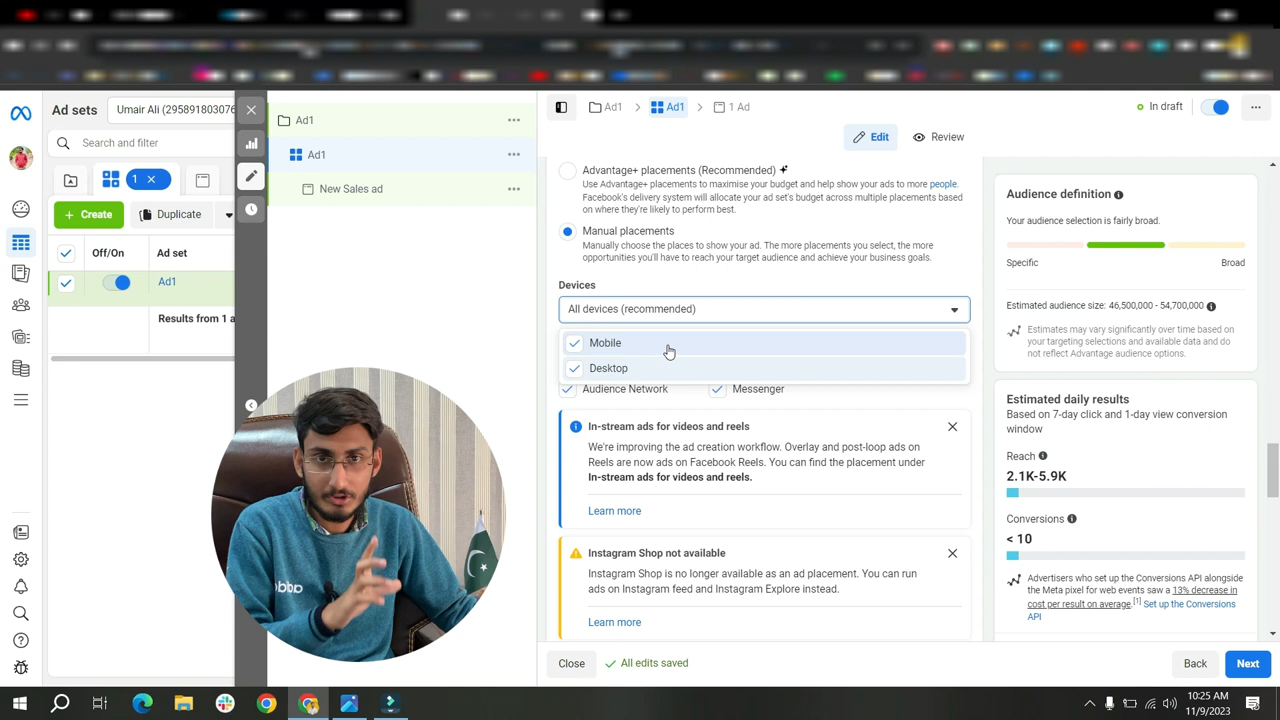 Ad sets
Umair Ali (295891803076
Search and filter
1
Create
Duplicate
Off/On
Ad set
Ad1
Results from 1 a
Ad1
Ad1
New Sales ad
Ad1
Ad1
1 Ad
In draft
Edit
Review
Advantage+ placements (Recommended)
Use Advantage+ placements to maximise your budget and help show your ads to more people.
Facebook's delivery system will allocate your ad set's budget across multiple placements based
on where they're likely to perform best.
Manual placements
Manually choose the places to show your ad. The more placements you select, the more
opportunities you'll have to reach your target audience and achieve your business goals.
Devices
All devices (recommended)
Mobile
Desktop
Audience Network
Messenger
In-stream ads for videos and reels
We're improving the ad creation workflow. Overlay and post-loop ads on
Reels are now ads on Facebook Reels. You can find the placement under
In-stream ads for videos and reels.
Learn more
Instagram Shop not available
Instagram Shop is no longer available as an ad placement. You can run
ads on Instagram feed and Instagram Explore instead.
Learn more
Close
All edits saved
Back
Next
Audience definition
Your audience selection is fairly broad.
Specific
Broad
Estimated audience size: 46,500,000 - 54,700,000
Estimates may vary significantly over time based on
your targeting selections and available data and do
not reflect Advantage audience options.
Estimated daily results
Based on 7-day click and 1-day view conversion
window
Reach
2.1K-5.9K
Conversions
< 10
Advertisers who set up the Conversions API alongside
the Meta pixel for web events saw a 13% decrease in
cost per result on average.[1] Set up the Conversions
API
10:25 AM
11/9/2023